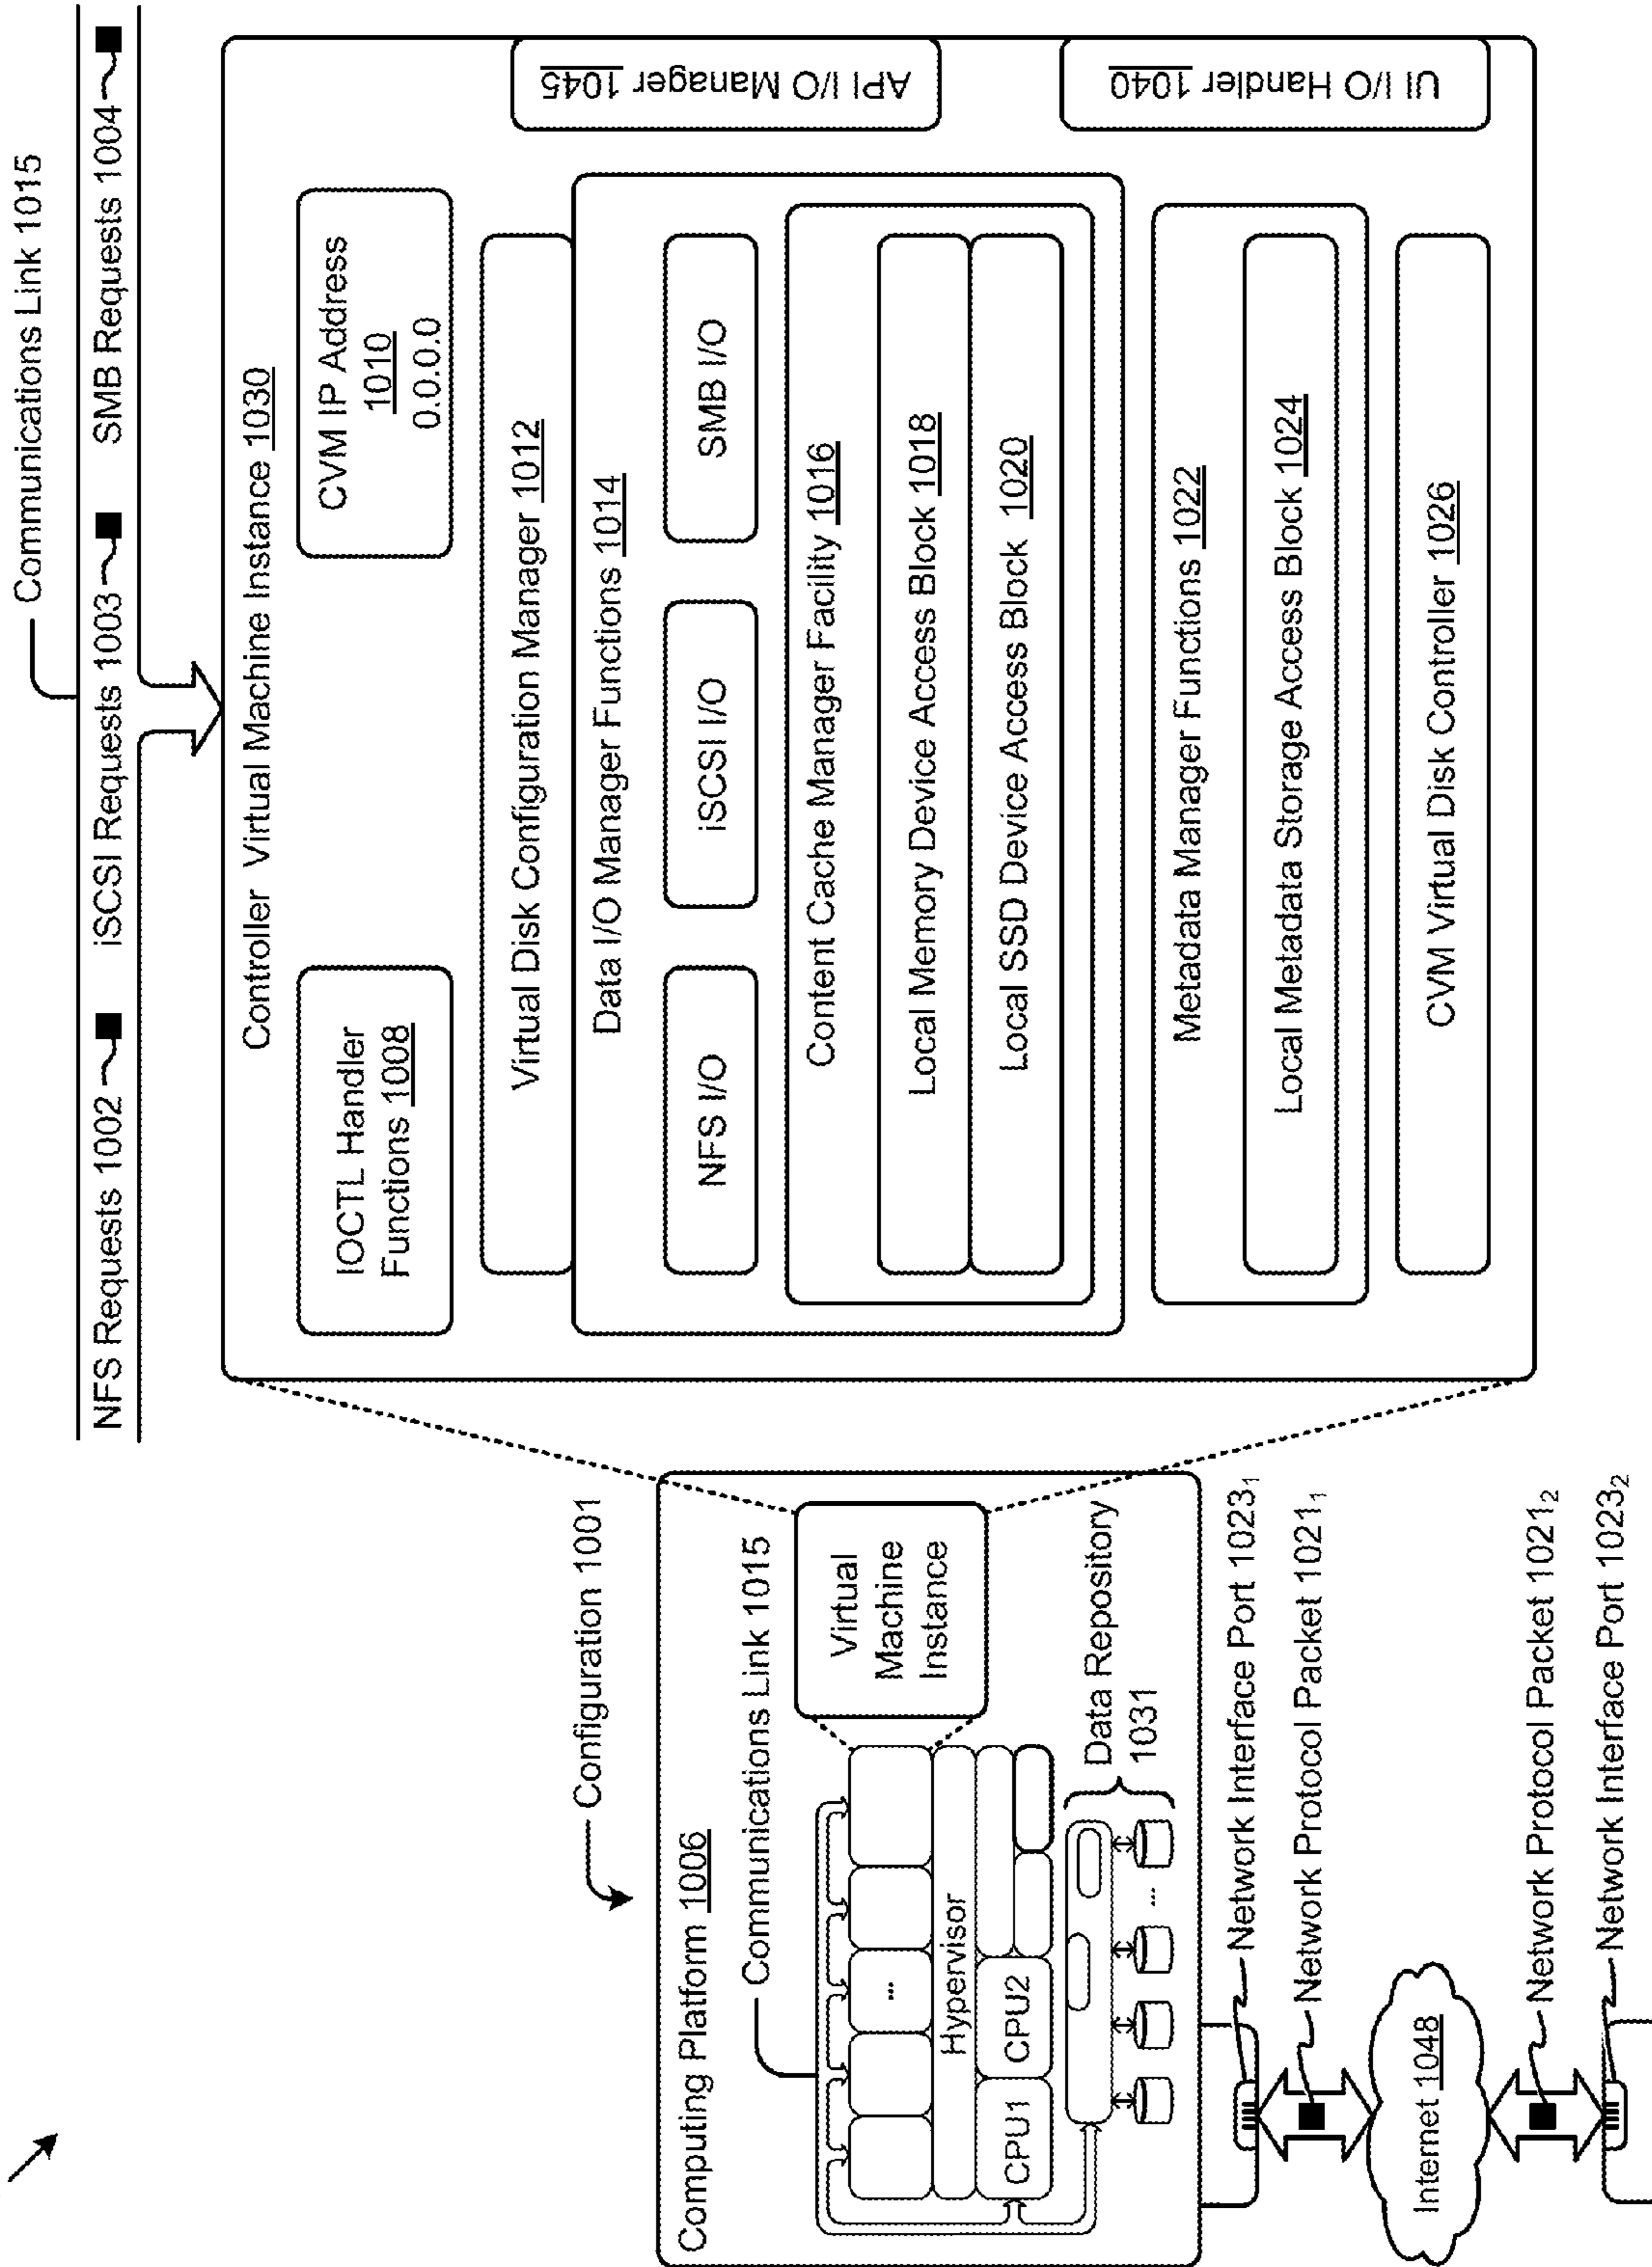 Communications Link 1015
NFS Requests 1002
iSCSI Requests 1003
SMB Requests 1004
Configuration 1001
Computing Platform 1006
Communications Link 1015
...
Hypervisor
CPU1
CPU2
Virtual
Machine
Instance
Data Repository
1031
...
Network Interface Port 1023₁
Network Protocol Packet 1021₁
Internet 1048
Network Protocol Packet 1021₂
Network Interface Port 1023₂
Controller Virtual Machine Instance 1030
IOCTL Handler
Functions 1008
CVM IP Address
1010
0.0.0.0
Virtual Disk Configuration Manager 1012
Data I/O Manager Functions 1014
NFS I/O
iSCSI I/O
SMB I/O
Content Cache Manager Facility 1016
Local Memory Device Access Block 1018
Local SSD Device Access Block 1020
Metadata Manager Functions 1022
Local Metadata Storage Access Block 1024
CVM Virtual Disk Controller 1026
API I/O Manager 1045
UI I/O Handler 1040